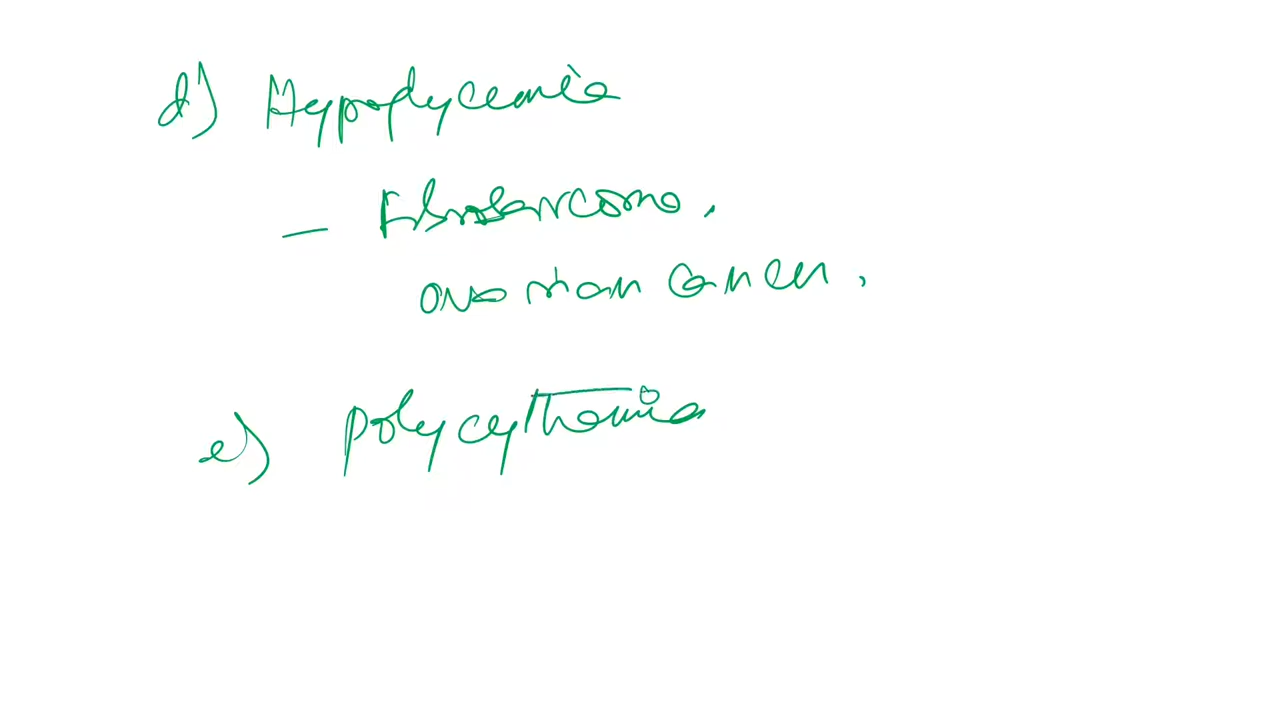 d) Hypoglycemia
– Fibrosarcoma,
ovarian cancer,
e) polycythemia